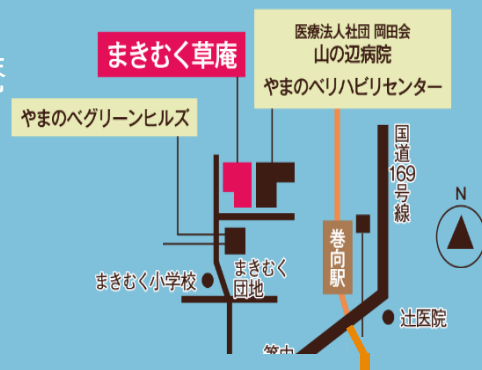 医療法人社団 岡田会
山の辺病院
やまのべリハビリセンター
まきむく草庵
やまのべグリーンヒルズ
国道169号線
N
巻向駅
まきむく小学校
まきむく
団地
辻医院